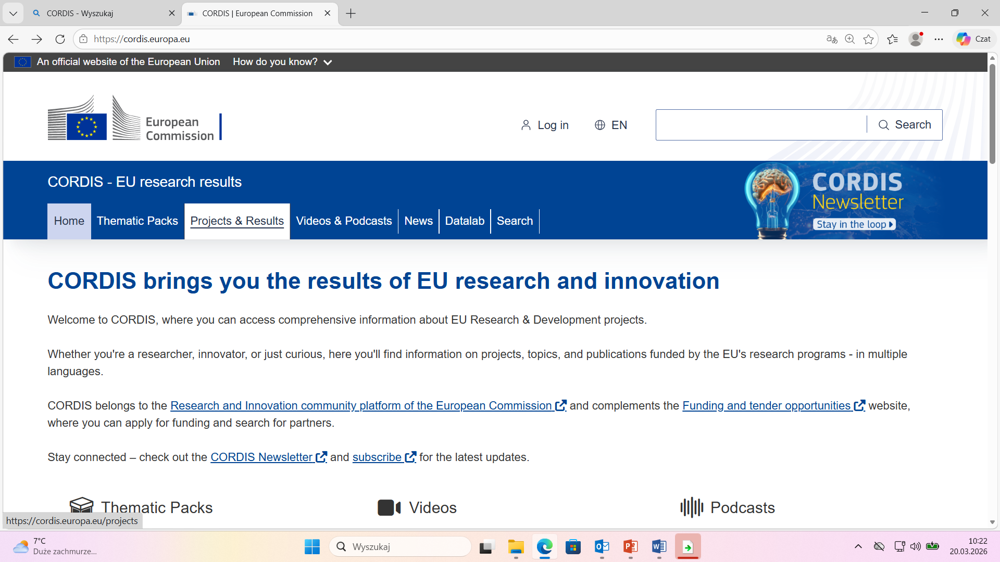 CORDIS - Wyszukaj
CORDIS | European Commission
https://cordis.europa.eu
Czat
An official website of the European Union How do you know?
European
Commission
Log in
EN
Search
CORDIS - EU research results
CORDIS
Newsletter
Stay in the loop
Home
Thematic Packs
Projects & Results
Videos & Podcasts
News
Datalab
Search
CORDIS brings you the results of EU research and innovation
Welcome to CORDIS, where you can access comprehensive information about EU Research & Development projects.
Whether you're a researcher, innovator, or just curious, here you'll find information on projects, topics, and publications funded by the EU's research programs - in multiple
languages.
CORDIS belongs to the Research and Innovation community platform of the European Commission and complements the Funding and tender opportunities website,
where you can apply for funding and search for partners.
Stay connected – check out the CORDIS Newsletter and subscribe for the latest updates.
Thematic Packs
Videos
Podcasts
https://cordis.europa.eu/projects
7°C
Duże zachmurze...
Wyszukaj
10:22
20.03.2026